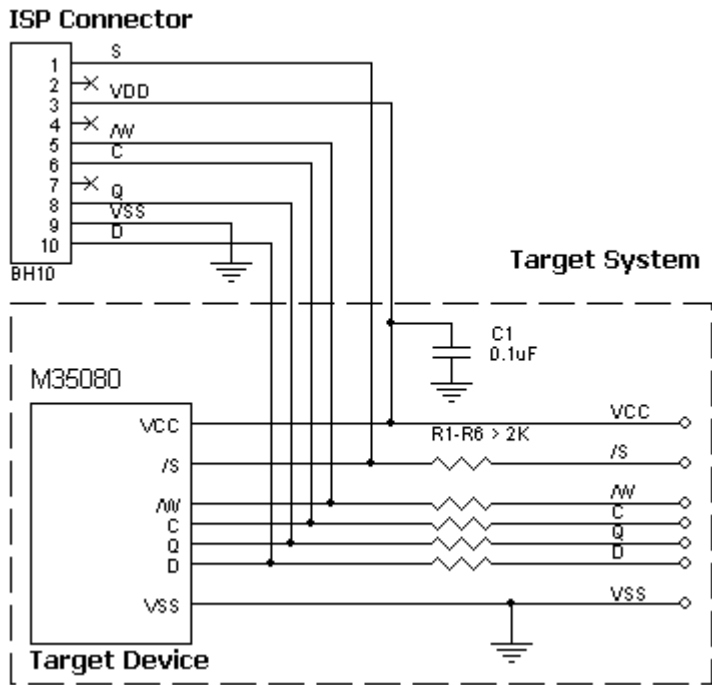 ISP Connector
1 S
2
3 VDD
4
5 /W
6 C
7
8 Q
9 VSS
10 D
BH10
Target System
C1
0.1uF
M35080
VCC VCC
R1-R6 > 2K
/S /S
/W /W
C C
Q Q
D D
VSS VSS
Target Device